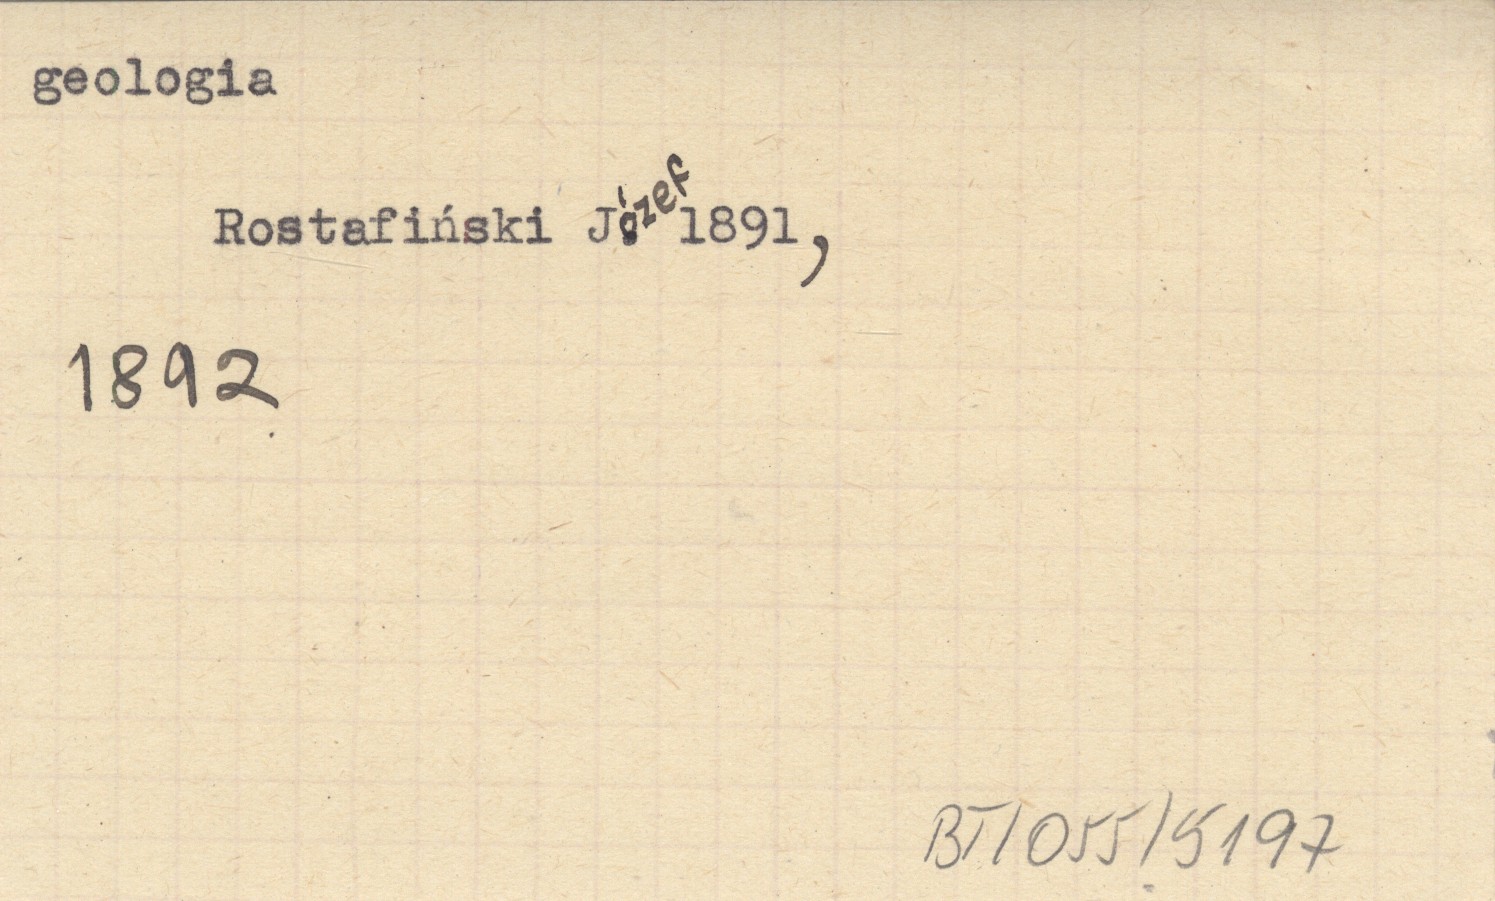 geologia
Rostafiński Józef 1891,
1892
BT/055/5197